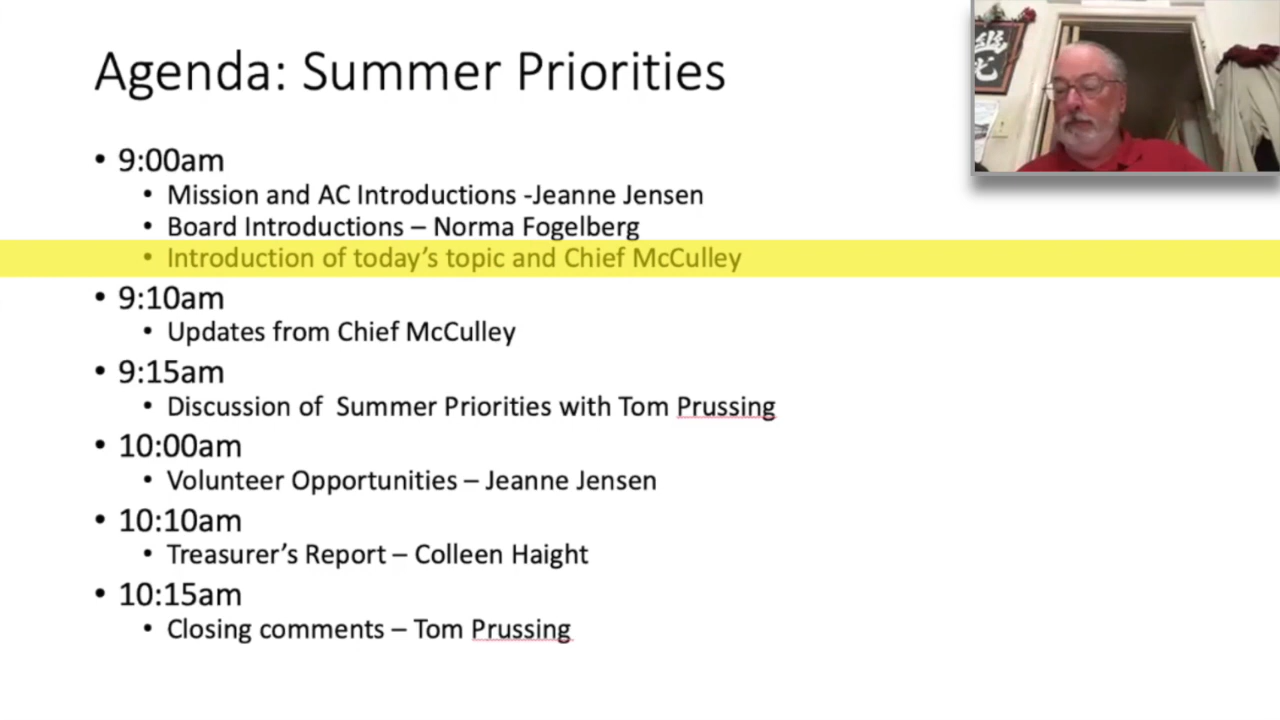 Agenda: Summer Priorities
• 9:00am
• Mission and AC Introductions -Jeanne Jensen
• Board Introductions – Norma Fogelberg
• Introduction of today’s topic and Chief McCulley
• 9:10am
• Updates from Chief McCulley
• 9:15am
• Discussion of  Summer Priorities with Tom Prussing
• 10:00am
• Volunteer Opportunities – Jeanne Jensen
• 10:10am
• Treasurer’s Report – Colleen Haight
• 10:15am
• Closing comments – Tom Prussing